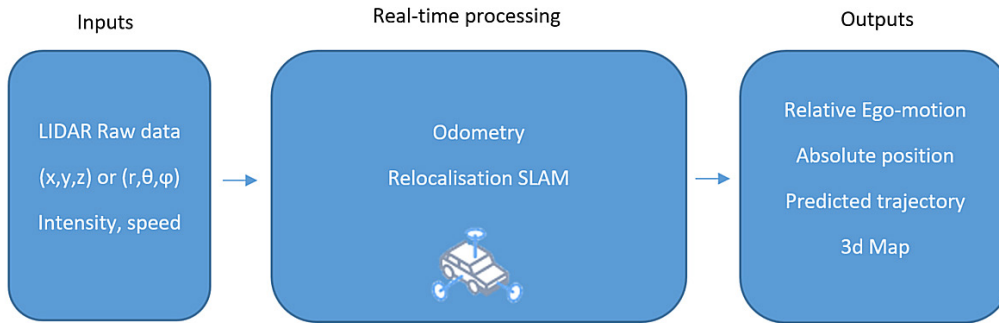 Inputs
LIDAR Raw data
(x,y,z) or (r,θ,φ)
Intensity, speed
Real-time processing
Odometry
Relocalisation SLAM
Outputs
Relative Ego-motion
Absolute position
Predicted trajectory
3d Map